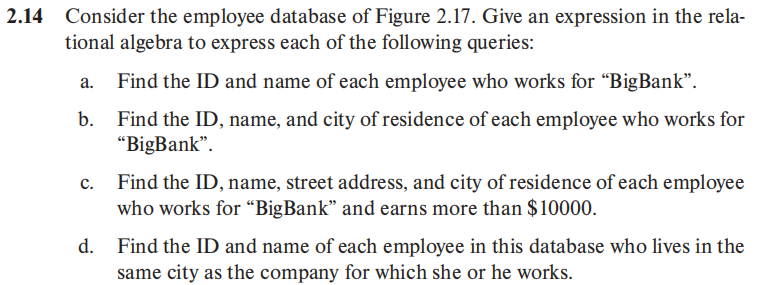 2.14 Consider the employee database of Figure 2.17. Give an expression in the rela-
tional algebra to express each of the following queries:
a. Find the ID and name of each employee who works for “BigBank”.
b. Find the ID, name, and city of residence of each employee who works for
“BigBank”.
c. Find the ID, name, street address, and city of residence of each employee
who works for “BigBank” and earns more than $10000.
d. Find the ID and name of each employee in this database who lives in the
same city as the company for which she or he works.